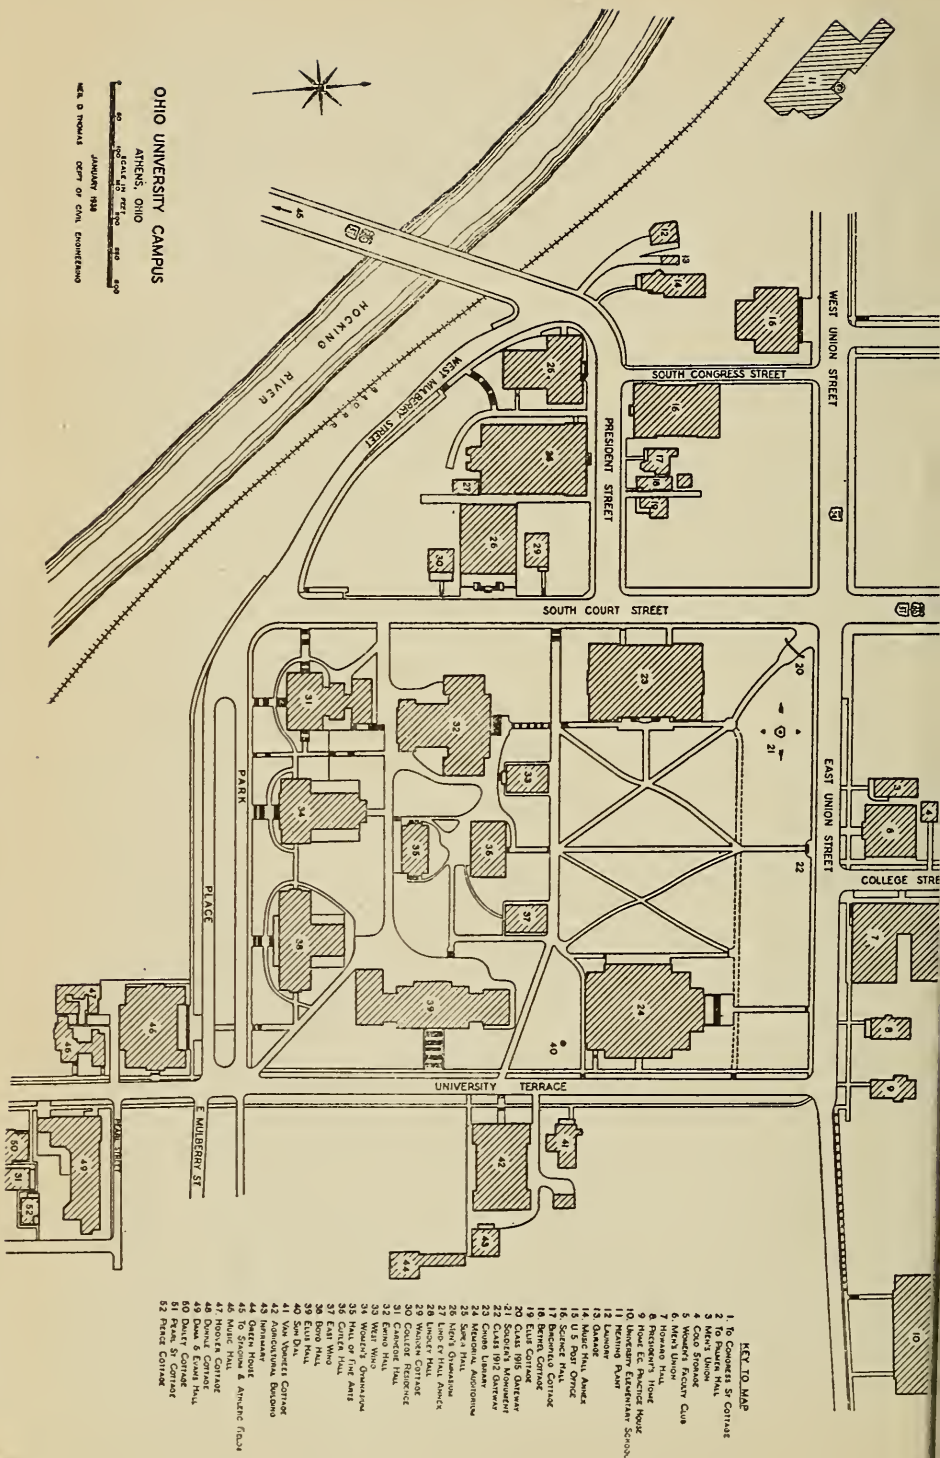 OHIO UNIVERSITY CAMPUS
ATHENS, OHIO
SCALE IN FEET
JANUARY 1938
NEIL D THOMAS DEPT OF CIVIL ENGINEERING
HOCKING
RIVER
B & O R R
WEST MULBERRY STREET
WEST UNION STREET
SOUTH CONGRESS STREET
PRESIDENT STREET
SOUTH COURT STREET
EAST UNION STREET
COLLEGE STRE
PARK
PLACE
UNIVERSITY TERRACE
E MULBERRY ST
PEARL STREET
KEY TO MAP
1. TO CONGRESS ST COTTAGE
2 TO PALMER HALL
3 MEN'S UNION
4 COLD STORAGE
5 WOMEN'S FACULTY CLUB
6 MEN'S UNION
7 HOWARD HALL
8 PRESIDENT'S HOME
9 HOME EC. PRACTICE HOUSE
10 UNIVERSITY ELEMENTARY SCHOOL
11 HEATING PLANT
12 LAUNDRY
13 GARAGE
14 MUSIC HALL ANNEX
15 U S POST OFFICE
16 SCIENCE HALL
17 BIRCHFIELD COTTAGE
18 BETHEL COTTAGE
19 ELLIS COTTAGE
20 CLASS 1915 GATEWAY
21 SOLDIER'S MONUMENT
22 CLASS 1912 GATEWAY
23 CHUBB LIBRARY
24 MEMORIAL AUDITORIUM
25 SUPER HALL
26 MEN'S GYMNASIUM
27 LINDLEY HALL ANNEX
28 LINDLEY HALL
29 WALDEN COTTAGE
30 COLLEGE RESIDENCE
31 CARNEGIE HALL
32 EWING HALL
33 WEST WING
34 WOMEN'S GYMNASIUM
35 HALL OF FINE ARTS
36 CUTLER HALL
37 EAST WING
38 BOYD HALL
39 ELLIS HALL
40 SUN DIAL
41 VAN VORHEES COTTAGE
42 AGRICULTURAL BUILDING
43 INFIRMARY
44 GREEN HOUSE
45 TO STADIUM & ATHLETIC FIELDS
46 MUSIC HALL
47. HOOVER COTTAGE
48 DUNKLE COTTAGE
49 DANA & EVANS HALL
50 DAILEY COTTAGE
51 PEARL ST COTTAGE
52 PIERCE COTTAGE